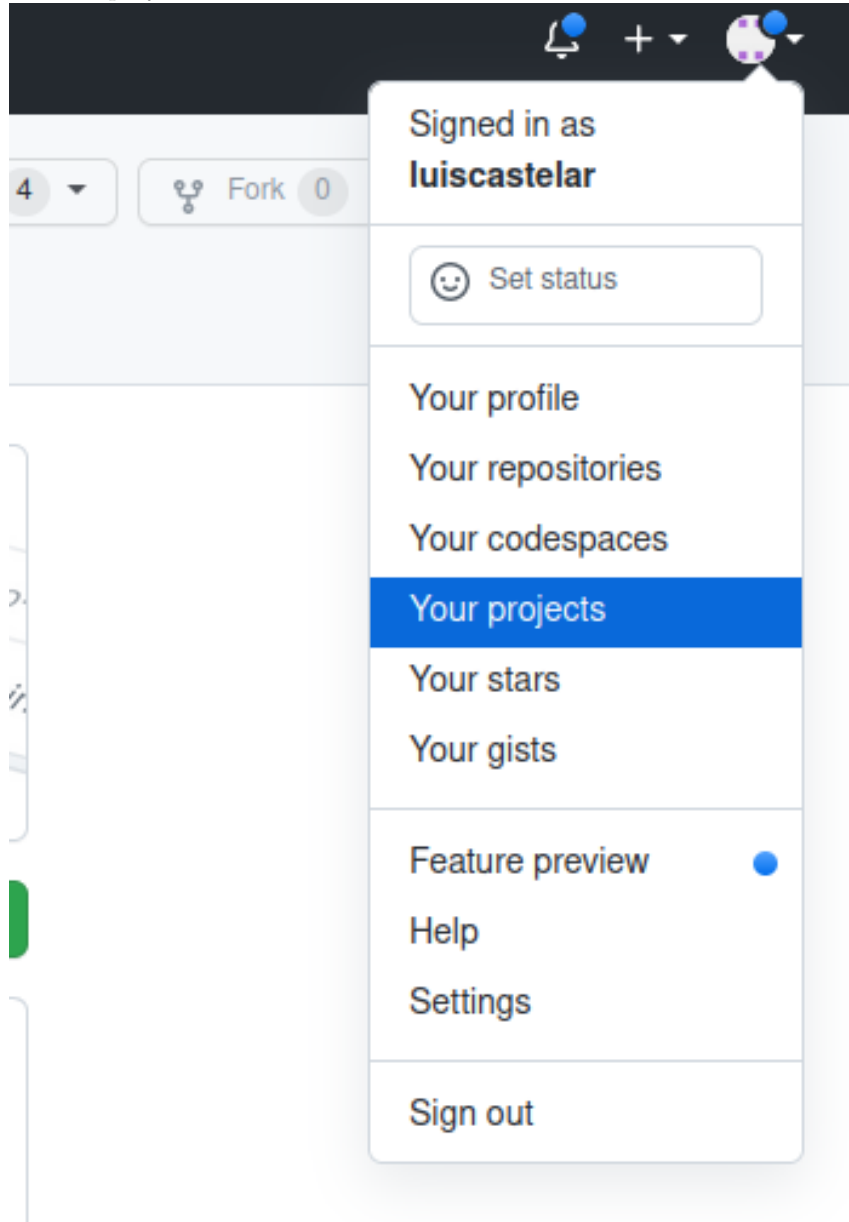 4
Fork 0
Signed in as
luiscastelar
Set status
Your profile
Your repositories
Your codespaces
Your projects
Your stars
Your gists
Feature preview
Help
Settings
Sign out